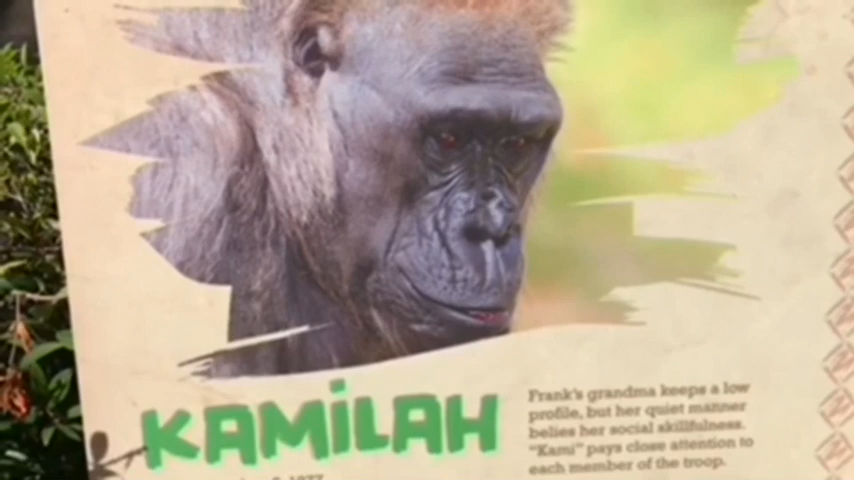 KAMiLAH
Frank's grandma keeps a low
profile, but her quiet manner
belies her social skillfulness.
"Kami" pays close attention to
each member of the troop.